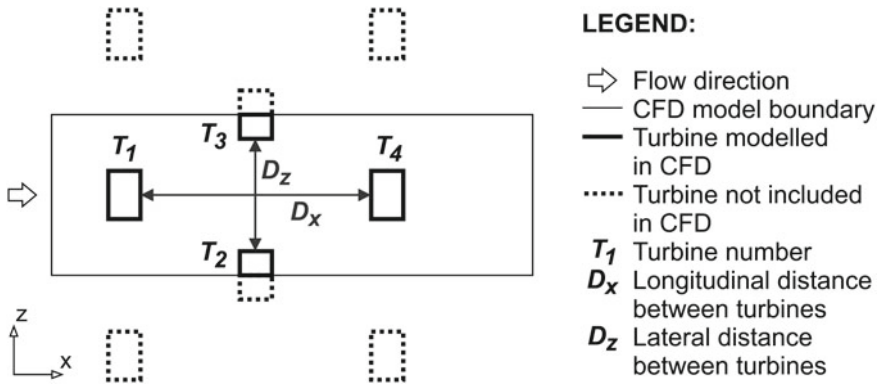 LEGEND:
Flow direction
CFD model boundary
Turbine modelled
in CFD
Turbine not included
in CFD
T1 Turbine number
Dx Longitudinal distance
between turbines
Dz Lateral distance
between turbines
T1
T3
T4
Dz
Dx
T2
z
x